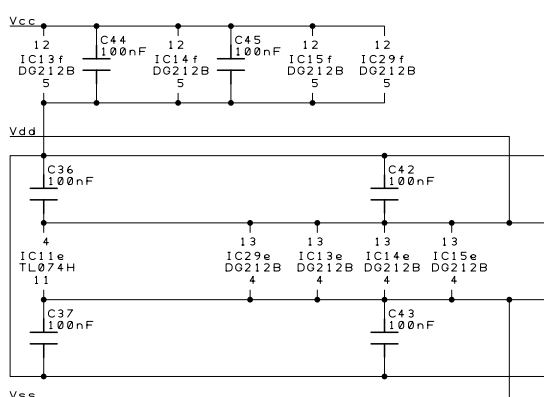 Vcc
12 C44 12 C45 12 12
IC13f 100nF IC14f 100nF IC15f IC29f
DG212B DG212B DG212B DG212B
5 5 5 5
Vdd
C36 C42
100nF 100nF
4 13 13 13 13
IC11e IC29e IC13e IC14e IC15e
TL074H DG212B DG212B DG212B DG212B
11 4 4 4 4
C37 C43
100nF 100nF
Vss